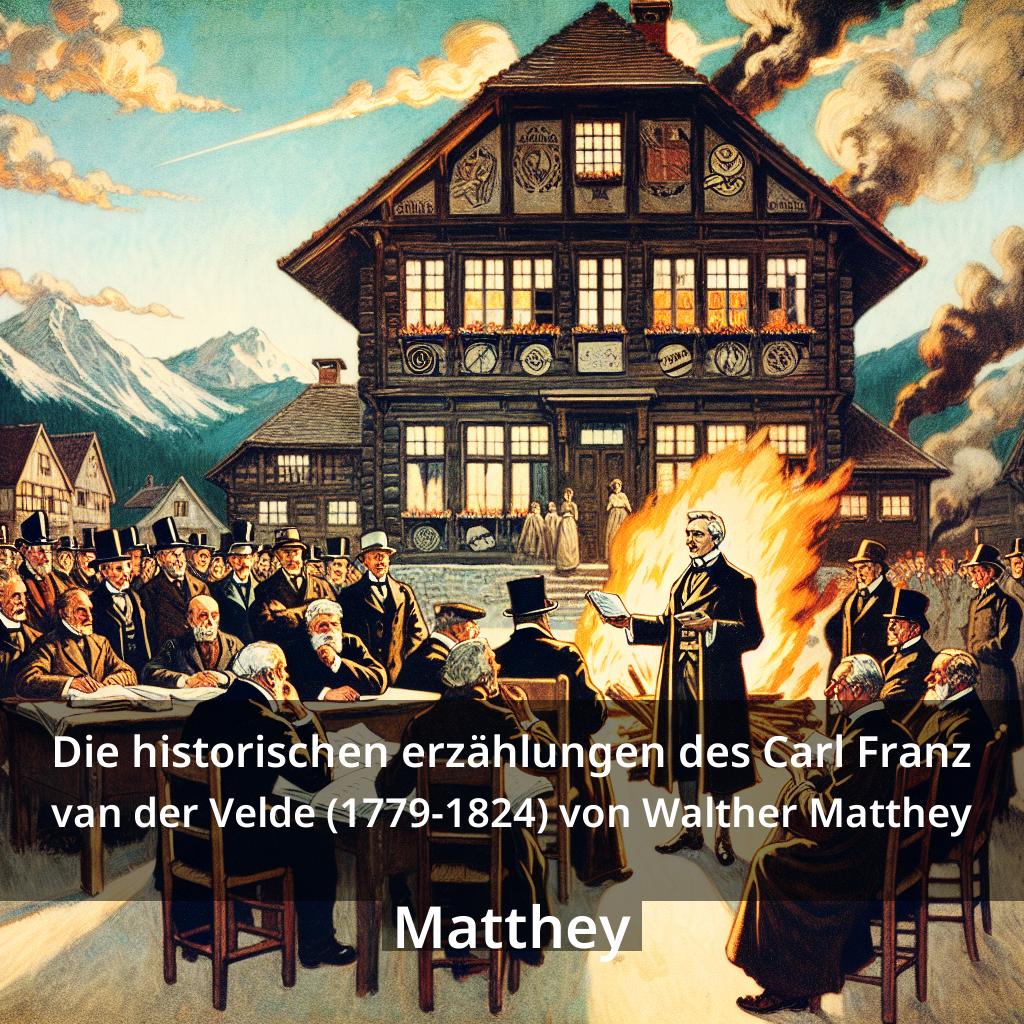 Die historischen erzählungen des Carl Franz
van der Velde (1779-1824) von Walther Matthey
Matthey